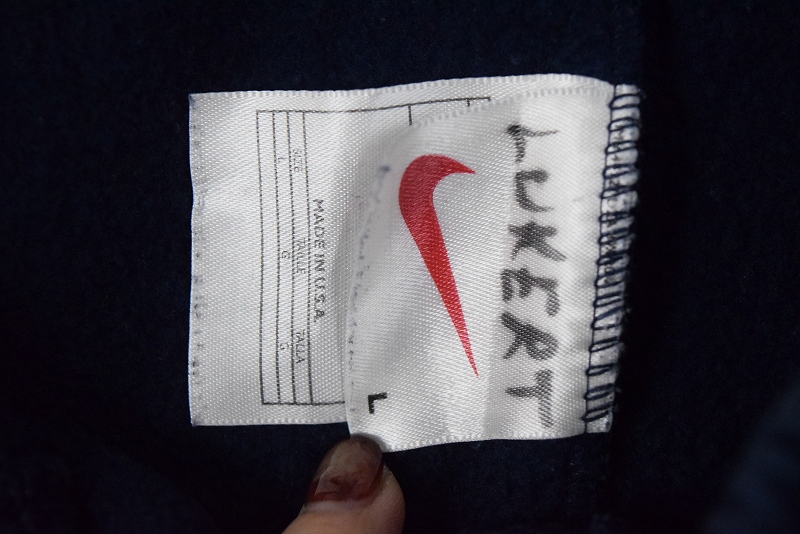 LUKERT
L
MADE IN U.S.A.
SIZE TAILLE TALLA
L G G